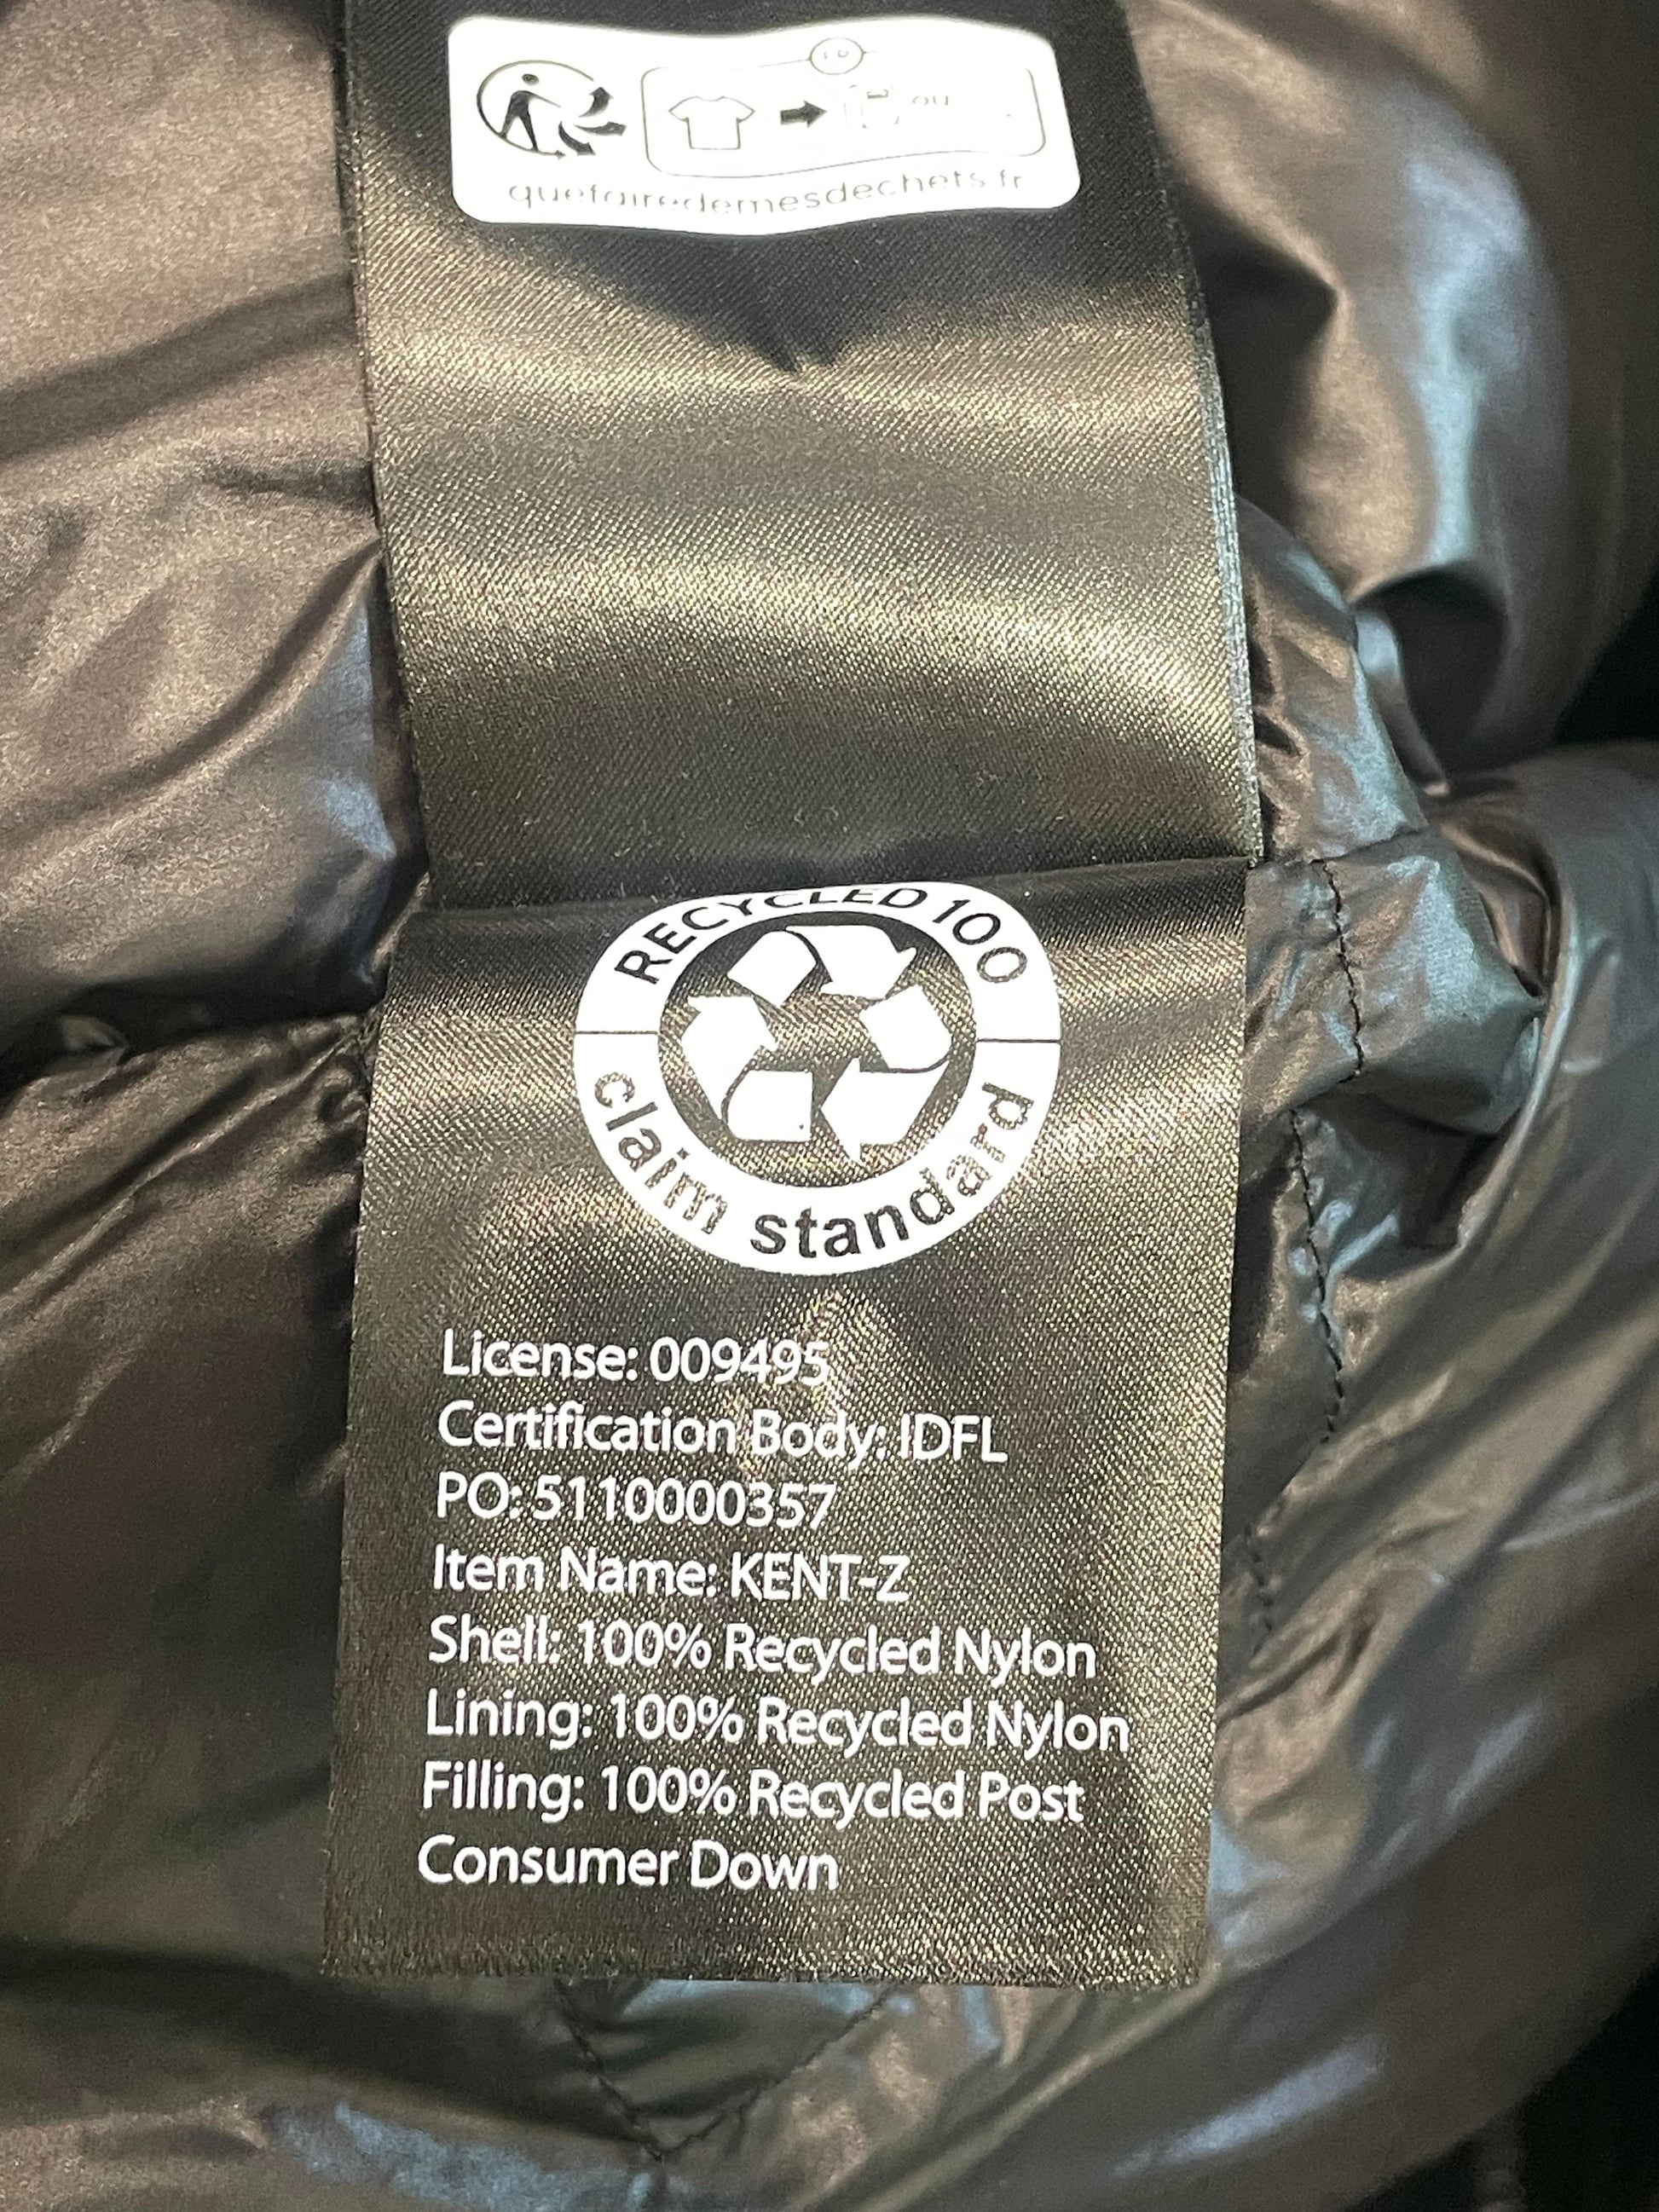 ou
quefairedemesdechets.fr
RECYCLED 100
claim standard
License: 009495
Certification Body: IDFL
PO: 5110000357
Item Name: KENT-Z
Shell: 100% Recycled Nylon
Lining: 100% Recycled Nylon
Filling: 100% Recycled Post
Consumer Down